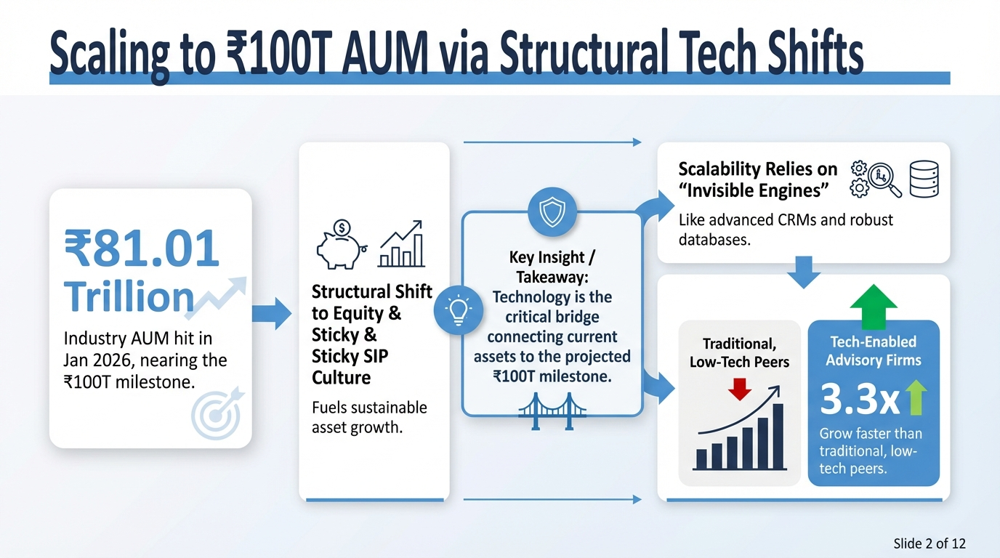 Scaling to ₹100T AUM via Structural Tech Shifts
₹81.01
Trillion
Industry AUM hit in
Jan 2026, nearing the
₹100T milestone.
$
Structural Shift
to Equity &
Sticky &
Sticky SIP
Culture
Fuels sustainable
asset growth.
Key Insight /
Takeaway:
Technology is the
critical bridge
connecting current
assets to the projected
₹100T milestone.
Scalability Relies on
“Invisible Engines”
Like advanced CRMs and robust
databases.
Traditional,
Low-Tech Peers
Tech-Enabled
Advisory Firms
3.3x
Grow faster than
traditional, low-
tech peers.
Slide 2 of 12